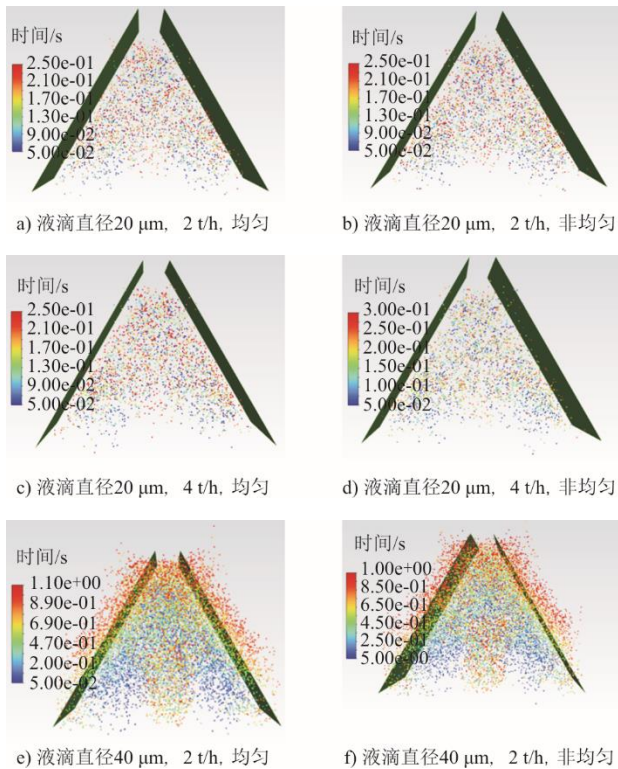 时间/s
2.50e-01
2.10e-01
1.70e-01
1.30e-01
9.00e-02
5.00e-02
a) 液滴直径20 μm, 2 t/h, 均匀
时间/s
2.50e-01
2.10e-01
1.70e-01
1.30e-01
9.00e-02
5.00e-02
b) 液滴直径20 μm, 2 t/h, 非均匀
时间/s
2.50e-01
2.10e-01
1.70e-01
1.30e-01
9.00e-02
5.00e-02
c) 液滴直径20 μm, 4 t/h, 均匀
时间/s
3.00e-01
2.50e-01
2.00e-01
1.50e-01
1.00e-01
5.00e-02
d) 液滴直径20 μm, 4 t/h, 非均匀
时间/s
1.10e+00
8.90e-01
6.90e-01
4.70e-01
2.00e-01
5.00e-02
e) 液滴直径40 μm, 2 t/h, 均匀
时间/s
1.00e+00
8.50e-01
6.50e-01
4.50e-01
2.50e-01
5.00e+00
f) 液滴直径40 μm, 2 t/h, 非均匀